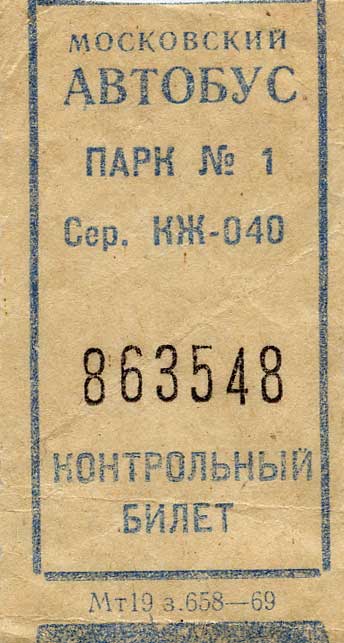 МОСКОВСКИЙ
АВТОБУС
ПАРК № 1
Сер. КЖ-040
863548
КОНТРОЛЬНЫЙ
БИЛЕТ
Мт19 з.658—69